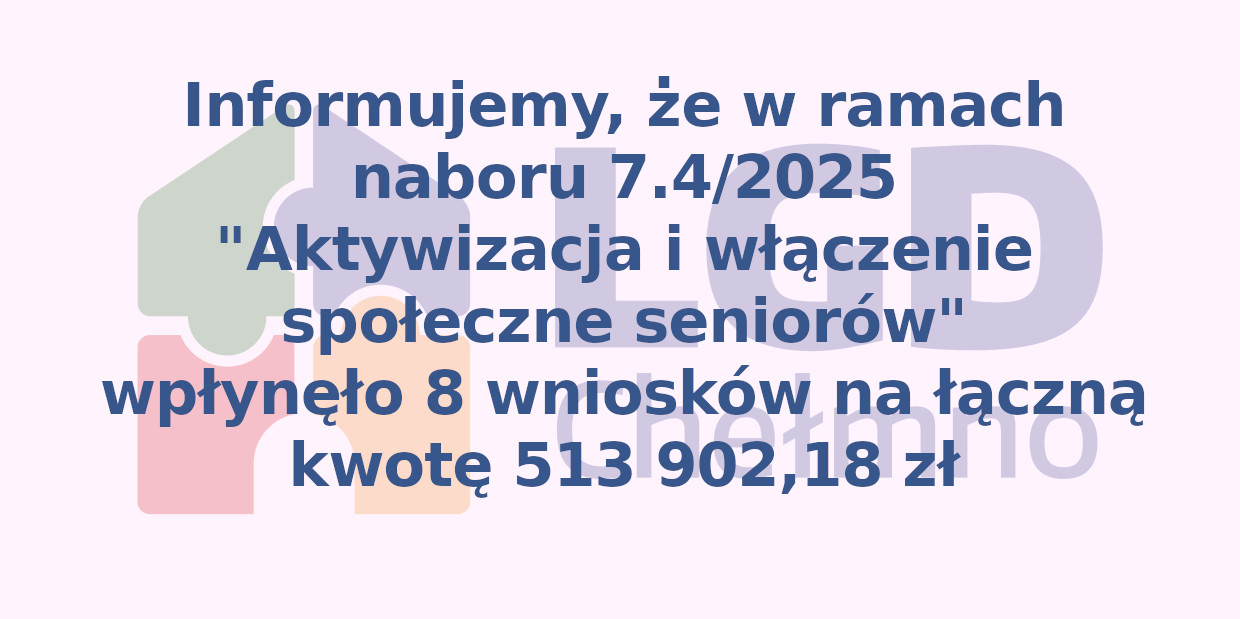 Informujemy, że w ramach
naboru 7.4/2025
"Aktywizacja i włączenie
społeczne seniorów"
wpłynęło 8 wniosków na łączną
kwotę 513 902,18 zł
LGD
Chełmno